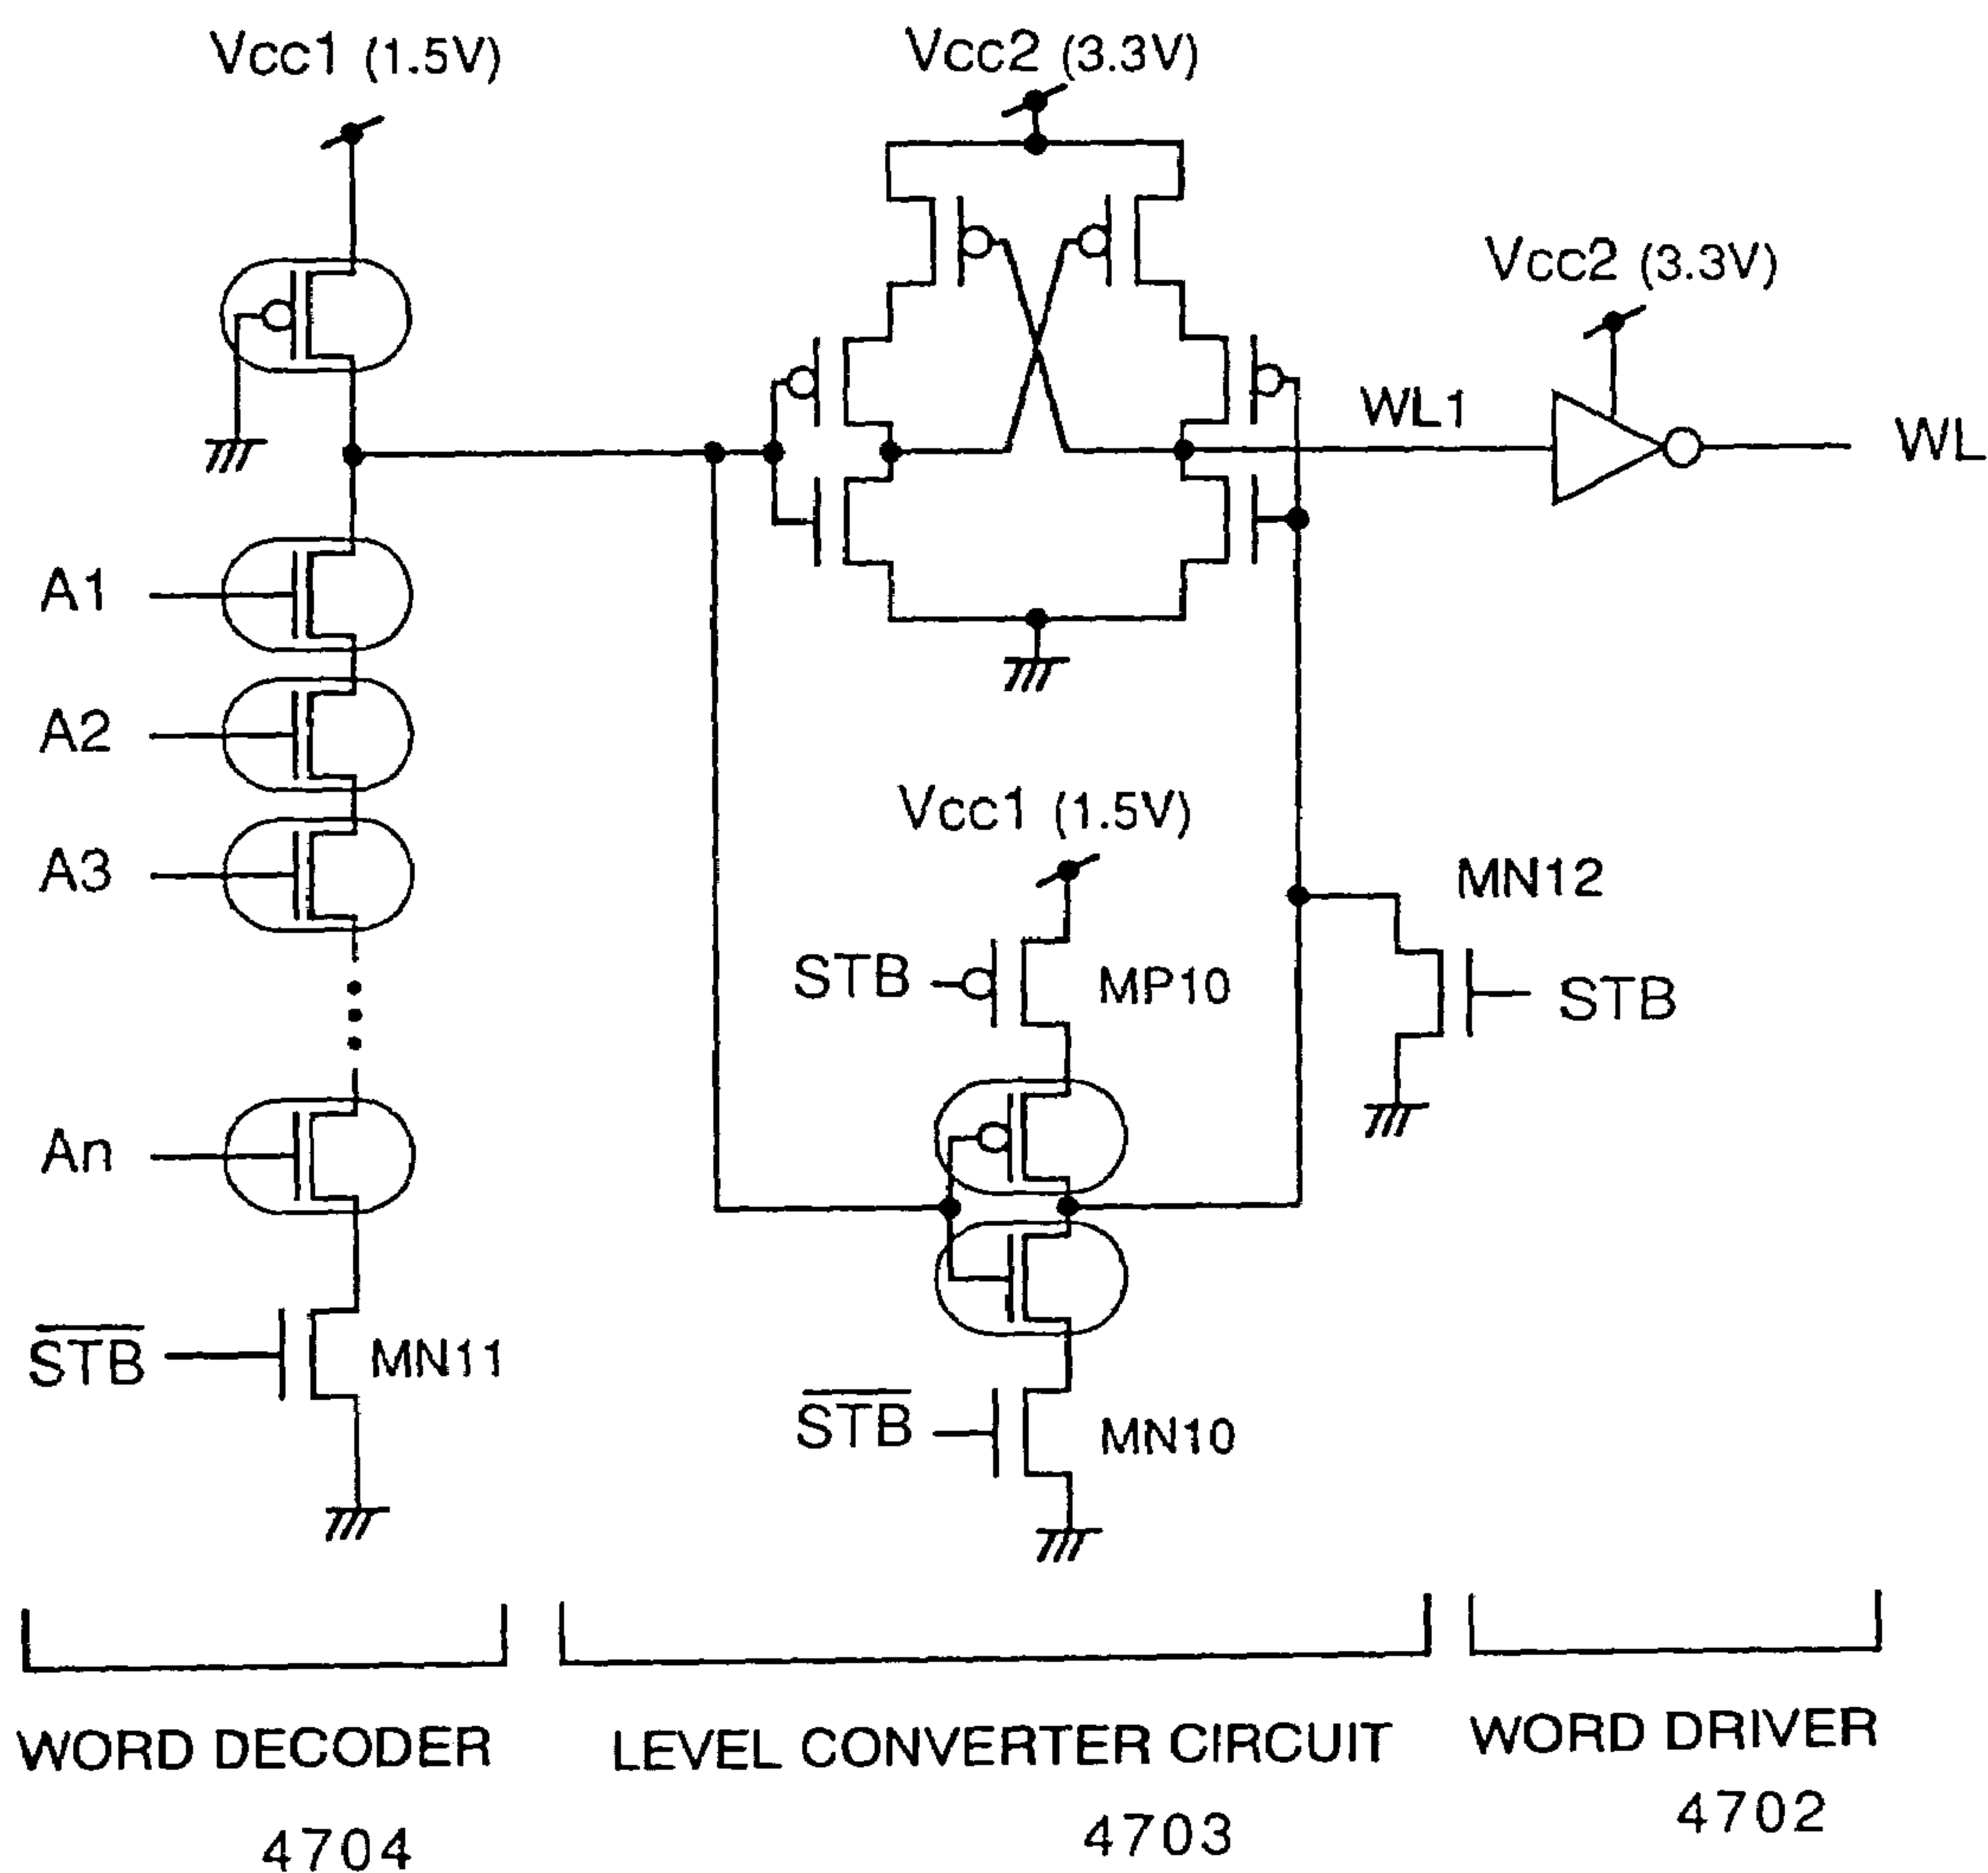 Vcc1 (1.5V)
Vcc2 (3.3V)
Vcc2 (3.3V)
WL1
WL
A1
A2
A3
An
Vcc1 (1.5V)
MN12
STB
MP10
STB
STB
MN11
STB
MN10
WORD DECODER
4704
LEVEL CONVERTER CIRCUIT
4703
WORD DRIVER
4702